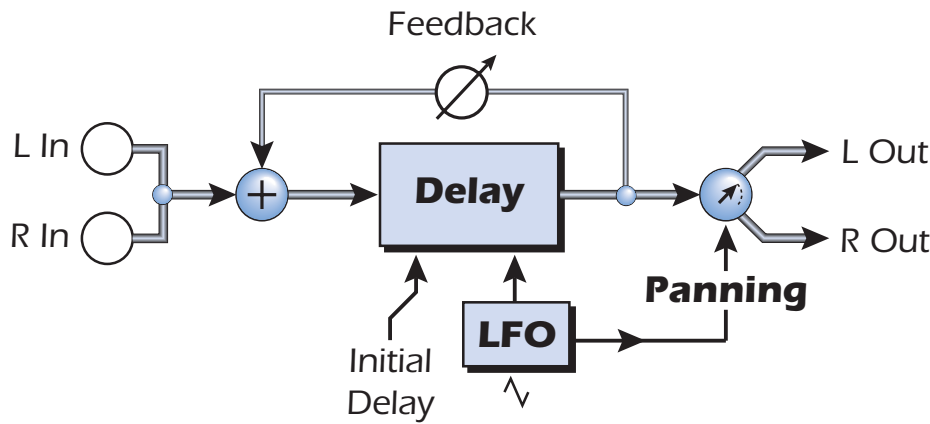 Feedback
L In
R In
+
Delay
L Out
R Out
Panning
LFO
Initial
Delay